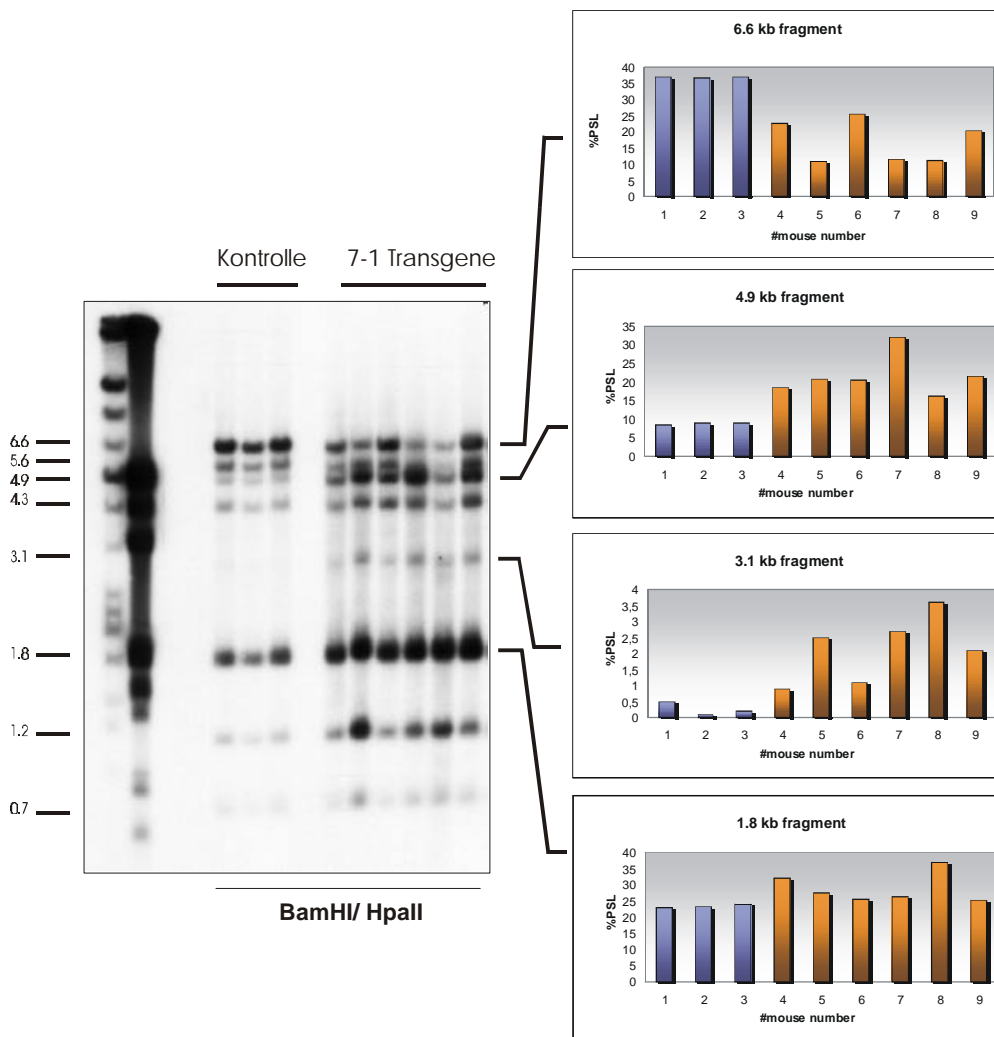 Kontrolle 7-1 Transgene
6.6
5.6
4.9
4.3
3.1
1.8
1.2
0.7
BamHI/ HpaII
6.6 kb fragment
%PSL
40
35
30
25
20
15
10
5
0
1 2 3 4 5 6 7 8 9
#mouse number
4.9 kb fragment
%PSL
35
30
25
20
15
10
5
0
1 2 3 4 5 6 7 8 9
#mouse number
3.1 kb fragment
%PSL
4
3,5
3
2,5
2
1,5
1
0,5
0
1 2 3 4 5 6 7 8 9
#mouse number
1.8 kb fragment
%PSL
40
35
30
25
20
15
10
5
0
1 2 3 4 5 6 7 8 9
#mouse number